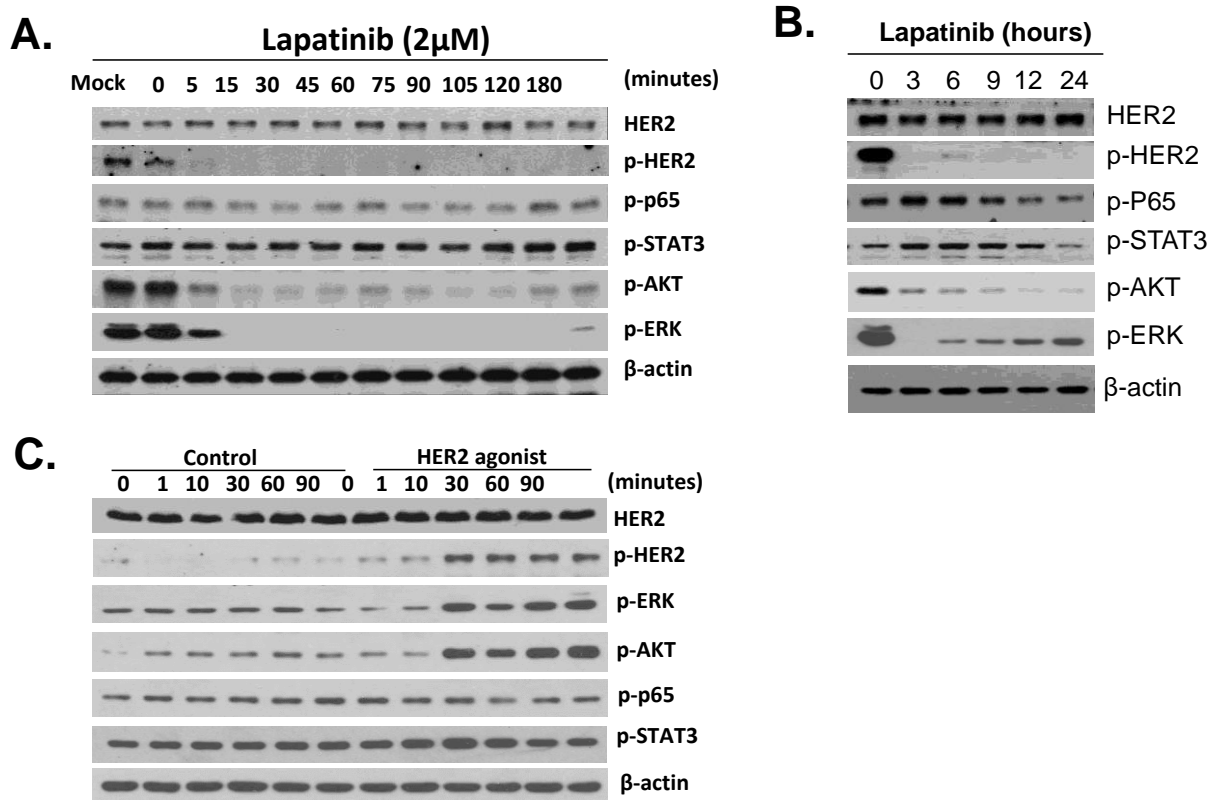 A.
Lapatinib (2µM)
Mock 0 5 15 30 45 60 75 90 105 120 180 (minutes)
HER2
p-HER2
p-p65
p-STAT3
p-AKT
p-ERK
β-actin
B.
Lapatinib (hours)
0 3 6 9 12 24
HER2
p-HER2
p-P65
p-STAT3
p-AKT
p-ERK
β-actin
C.
Control HER2 agonist
0 1 10 30 60 90 0 1 10 30 60 90 (minutes)
HER2
p-HER2
p-ERK
p-AKT
p-p65
p-STAT3
β-actin